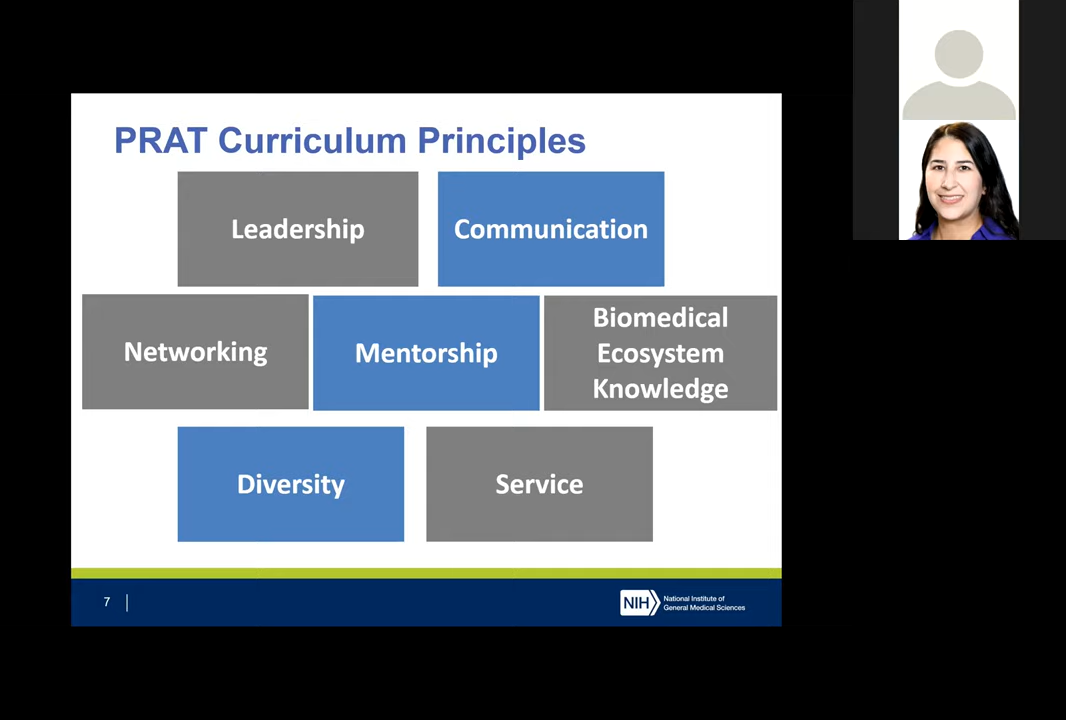 PRAT Curriculum Principles
Leadership
Communication
Networking
Mentorship
Biomedical
Ecosystem
Knowledge
Diversity
Service
7
NIH
National Institute of
General Medical Sciences